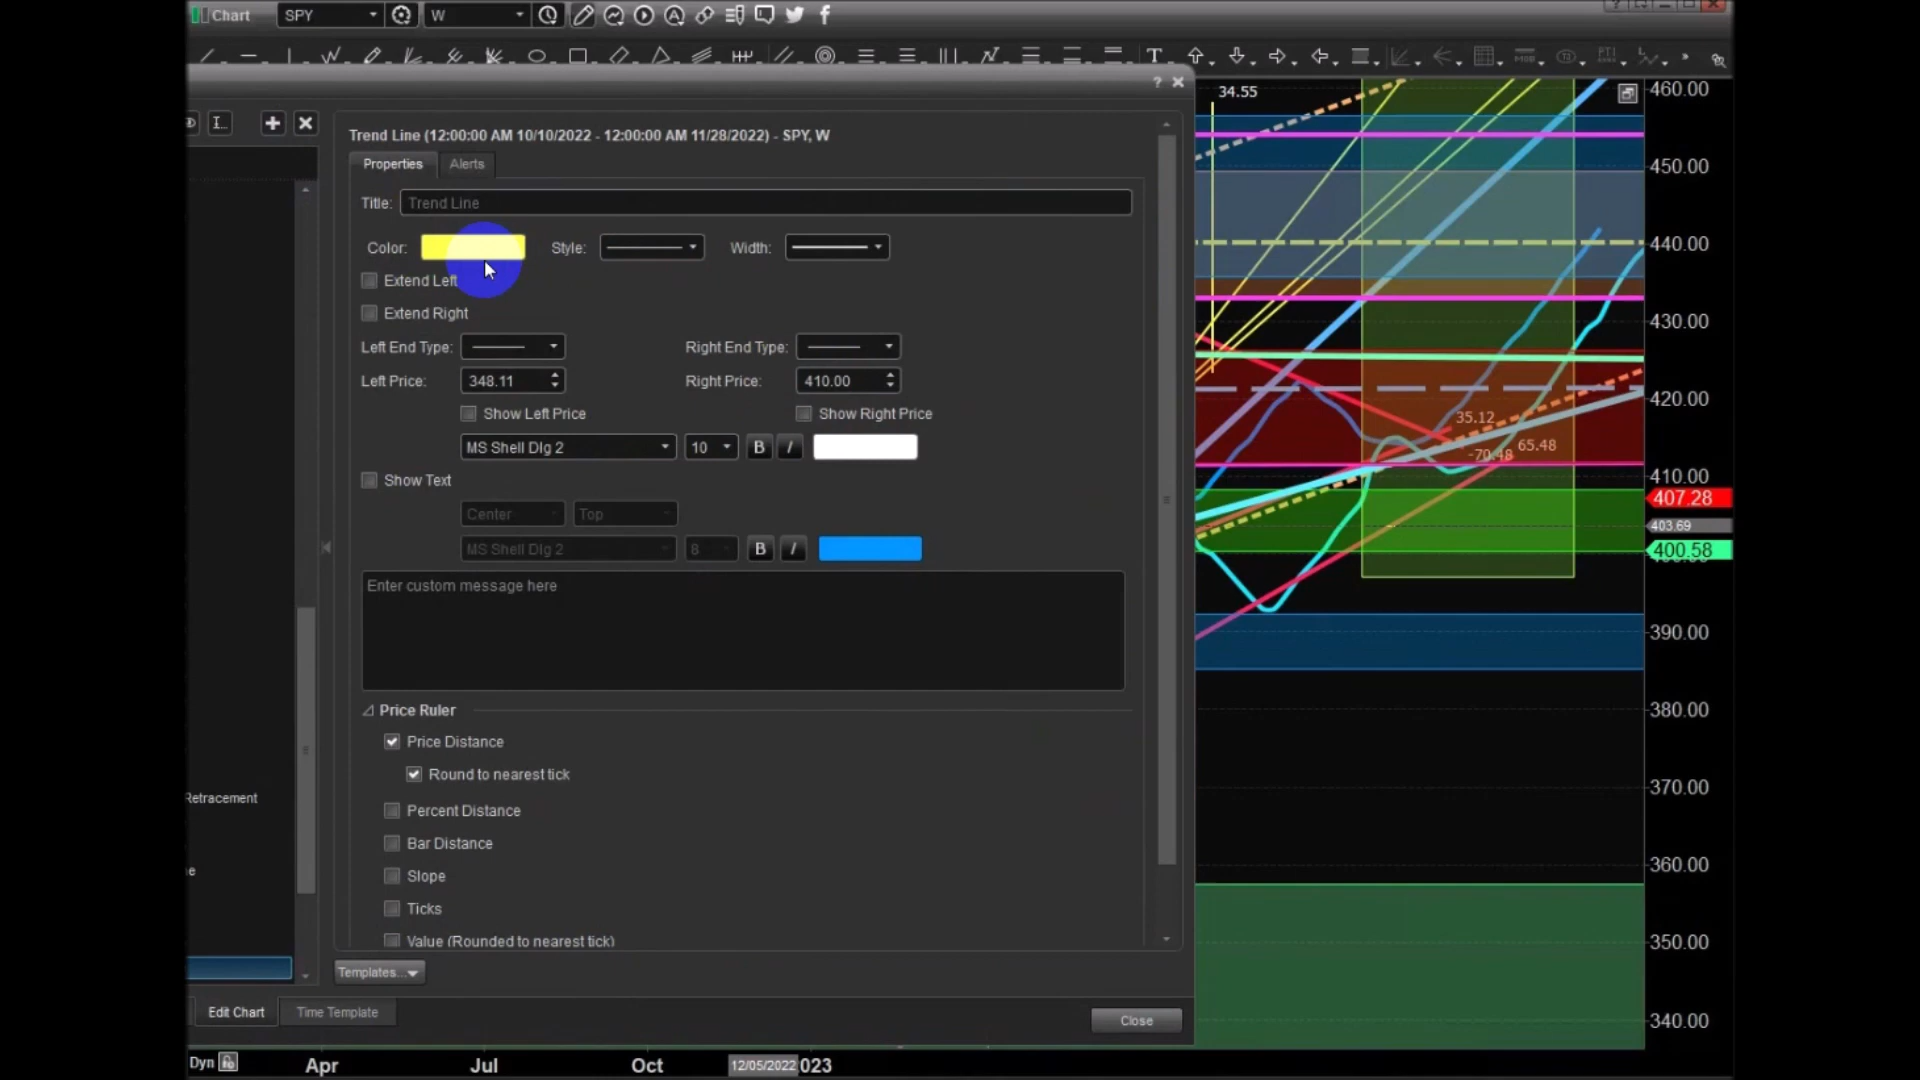 Chart SPY W
34.55
460.00
Trend Line (12:00:00 AM 10/10/2022 - 12:00:00 AM 11/28/2022) - SPY, W
Properties Alerts
450.00
Title: Trend Line
Color: Style: Width:
440.00
Extend Left
Extend Right
430.00
Left End Type: Right End Type:
Left Price: 348.11 Right Price: 410.00
420.00
Show Left Price Show Right Price
35.12
MS Shell Dlg 2 10 B I
65.48
-70.48
Show Text
410.00
407.28
Center Top
403.69
MS Shell Dlg 2 8 B I
400.58
Enter custom message here
390.00
Price Ruler
380.00
Price Distance
Round to nearest tick
370.00
Retracement
Percent Distance
Bar Distance
360.00
Slope
Ticks
Value (Rounded to nearest tick)
350.00
Templates...
Edit Chart Time Template
Close
340.00
Dyn Apr Jul Oct 12/05/2022 023